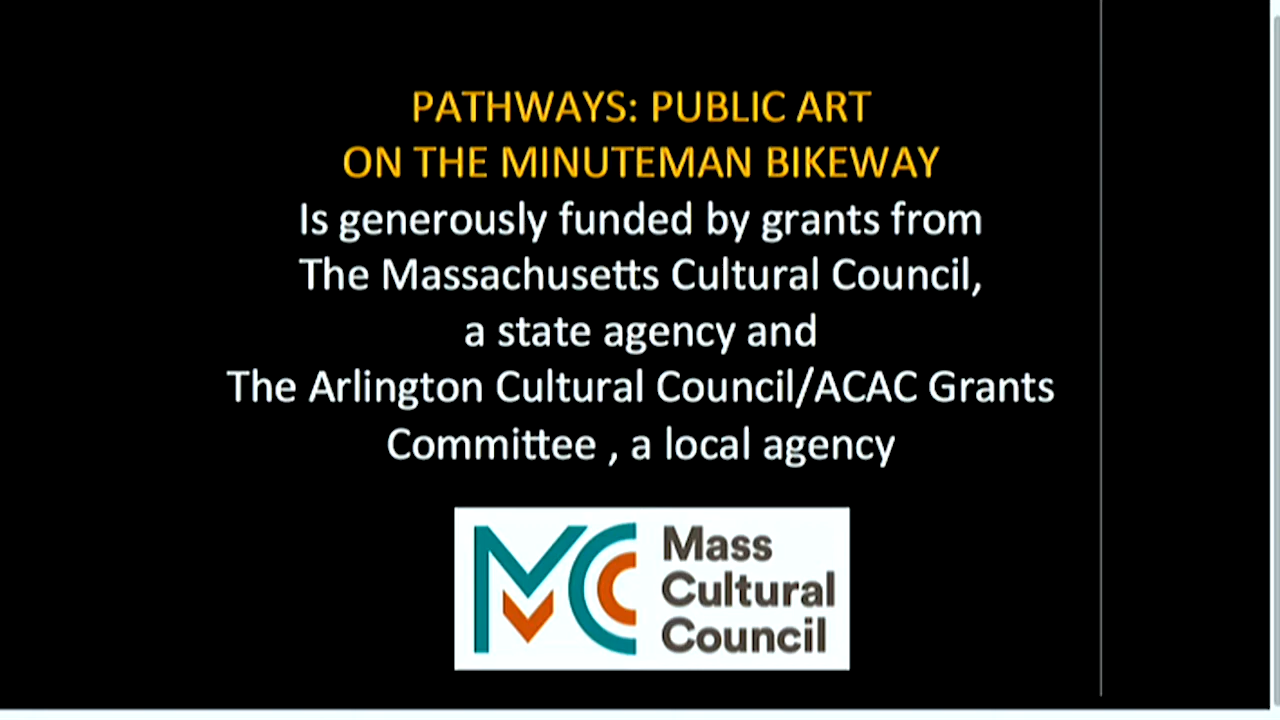 PATHWAYS: PUBLIC ART
ON THE MINUTEMAN BIKEWAY
Is generously funded by grants from
The Massachusetts Cultural Council,
a state agency and
The Arlington Cultural Council/ACAC Grants
Committee , a local agency
MCC
Mass
Cultural
Council